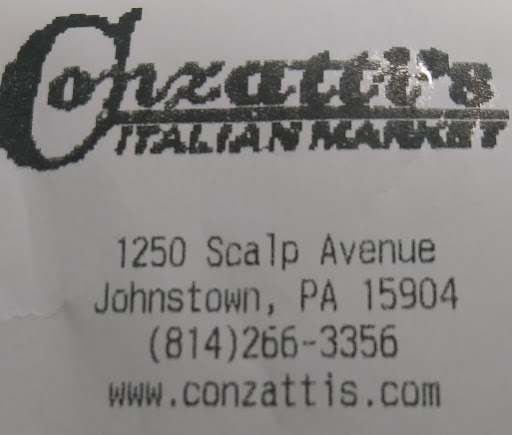 Conzatti's
ITALIAN MARKET
1250 Scalp Avenue
Johnstown, PA 15904
(814)266-3356
www.conzattis.com